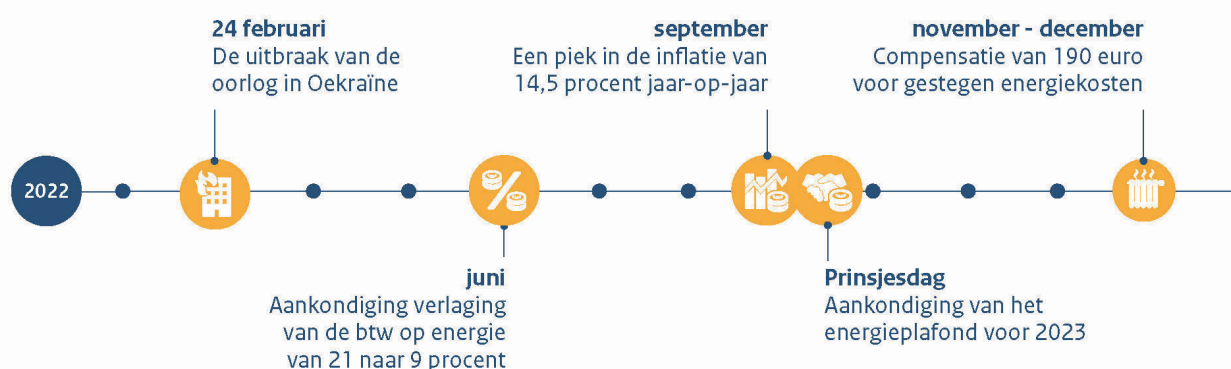 24 februari
De uitbraak van de
oorlog in Oekraïne
september
Een piek in de inflatie van
14,5 procent jaar-op-jaar
november - december
Compensatie van 190 euro
voor gestegen energiekosten
2022
juni
Aankondiging verlaging
van de btw op energie
van 21 naar 9 procent
Prinsjesdag
Aankondiging van het
energieplafond voor 2023